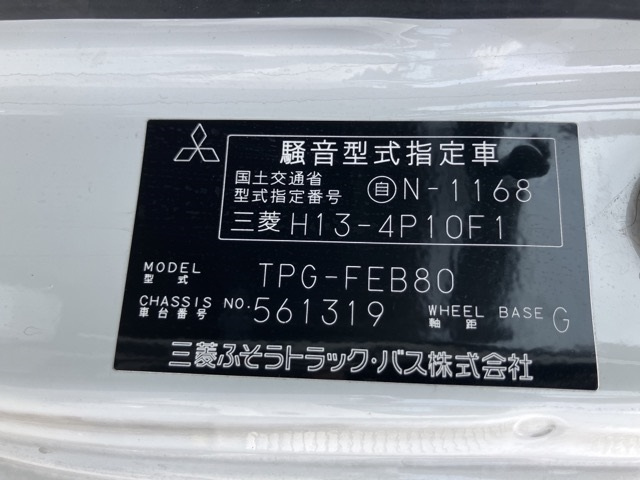 騒音型式指定車
国土交通省
型式指定番号 自N-1168
三菱 H13-4P10F1
MODEL TPG-FEB80
型式
CHASSIS NO. 561319 WHEEL BASE G
車台番号 軸距
三菱ふそうトラック・バス株式会社